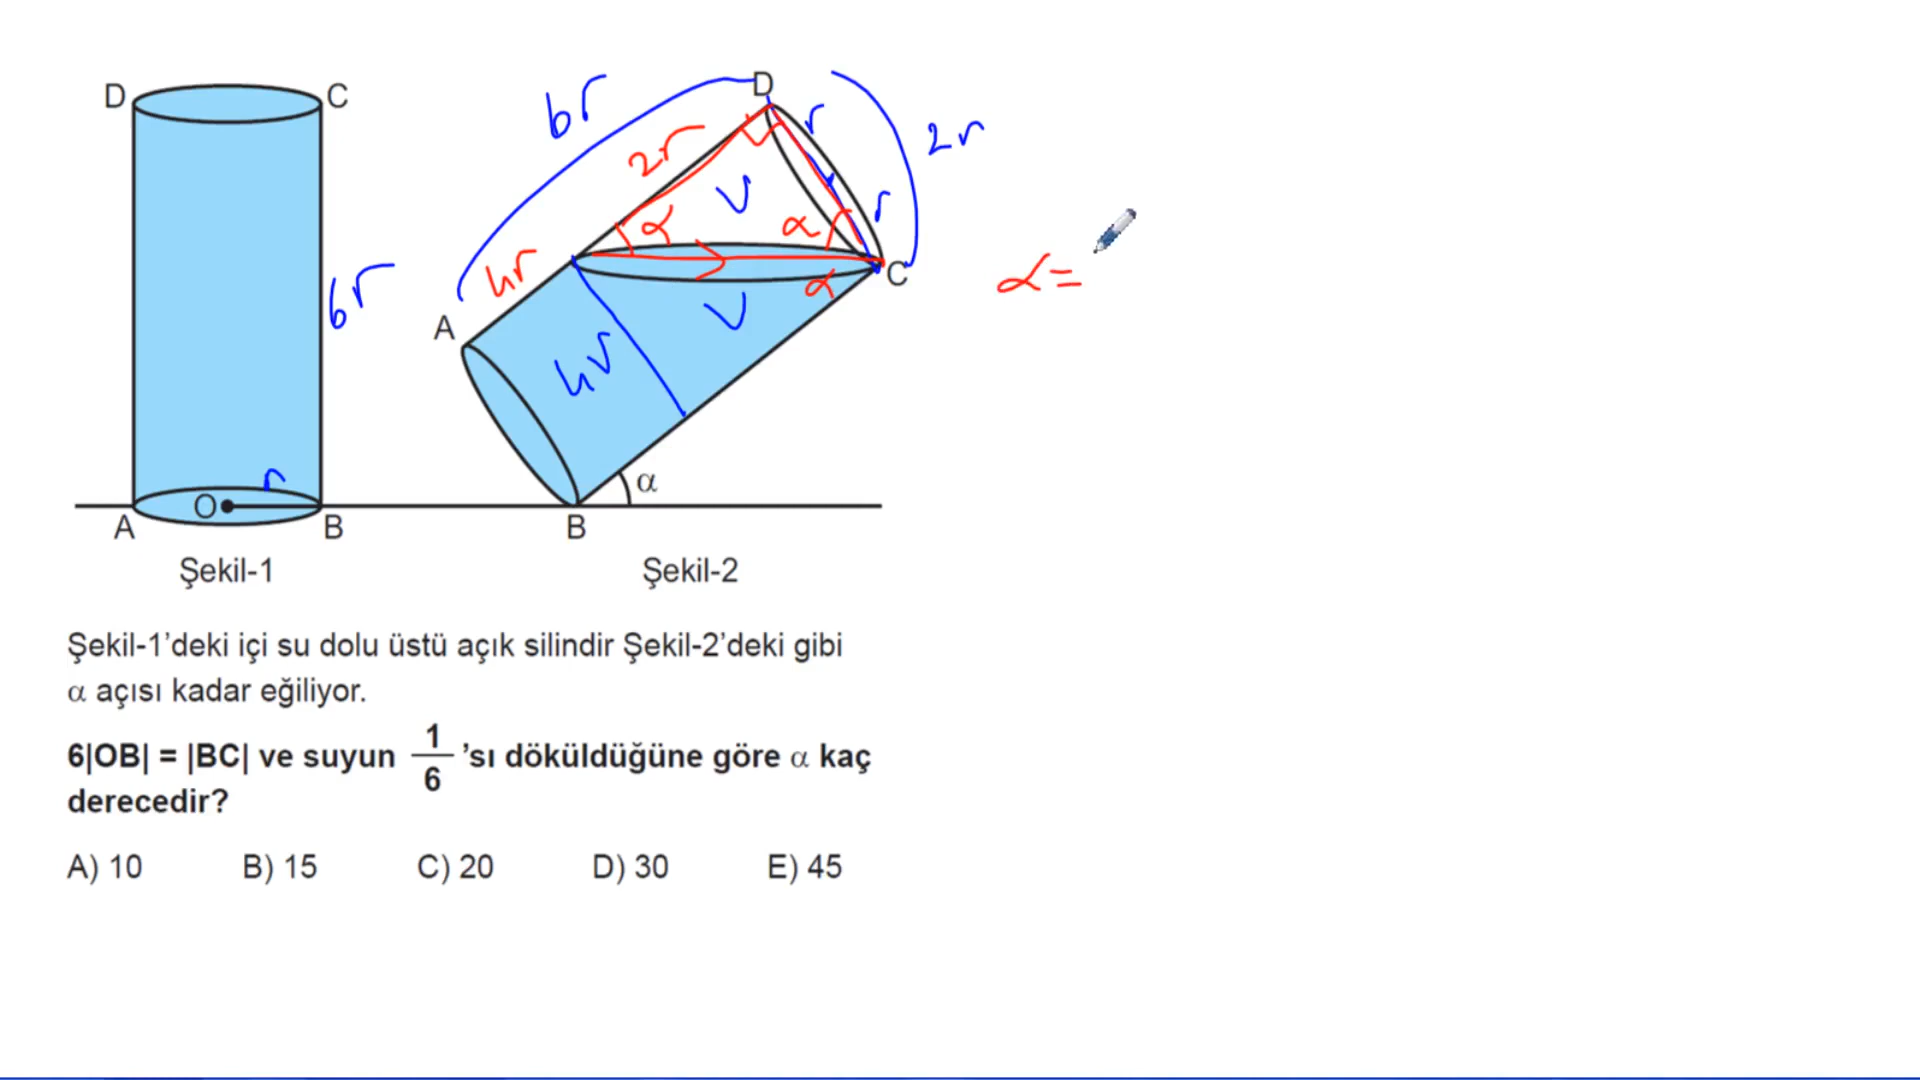 D
C
6r
r
O
A
B
Şekil-1
6r
D
r
2r
2r
V
r
α
α
4r
α
C
A
V
4V
α
B
Şekil-2
α=
Şekil-1'deki içi su dolu üstü açık silindir Şekil-2'deki gibi
α açısı kadar eğiliyor.
6|OB| = |BC| ve suyun 1/6 'sı döküldüğüne göre α kaç
derecedir?
A) 10 B) 15 C) 20 D) 30 E) 45